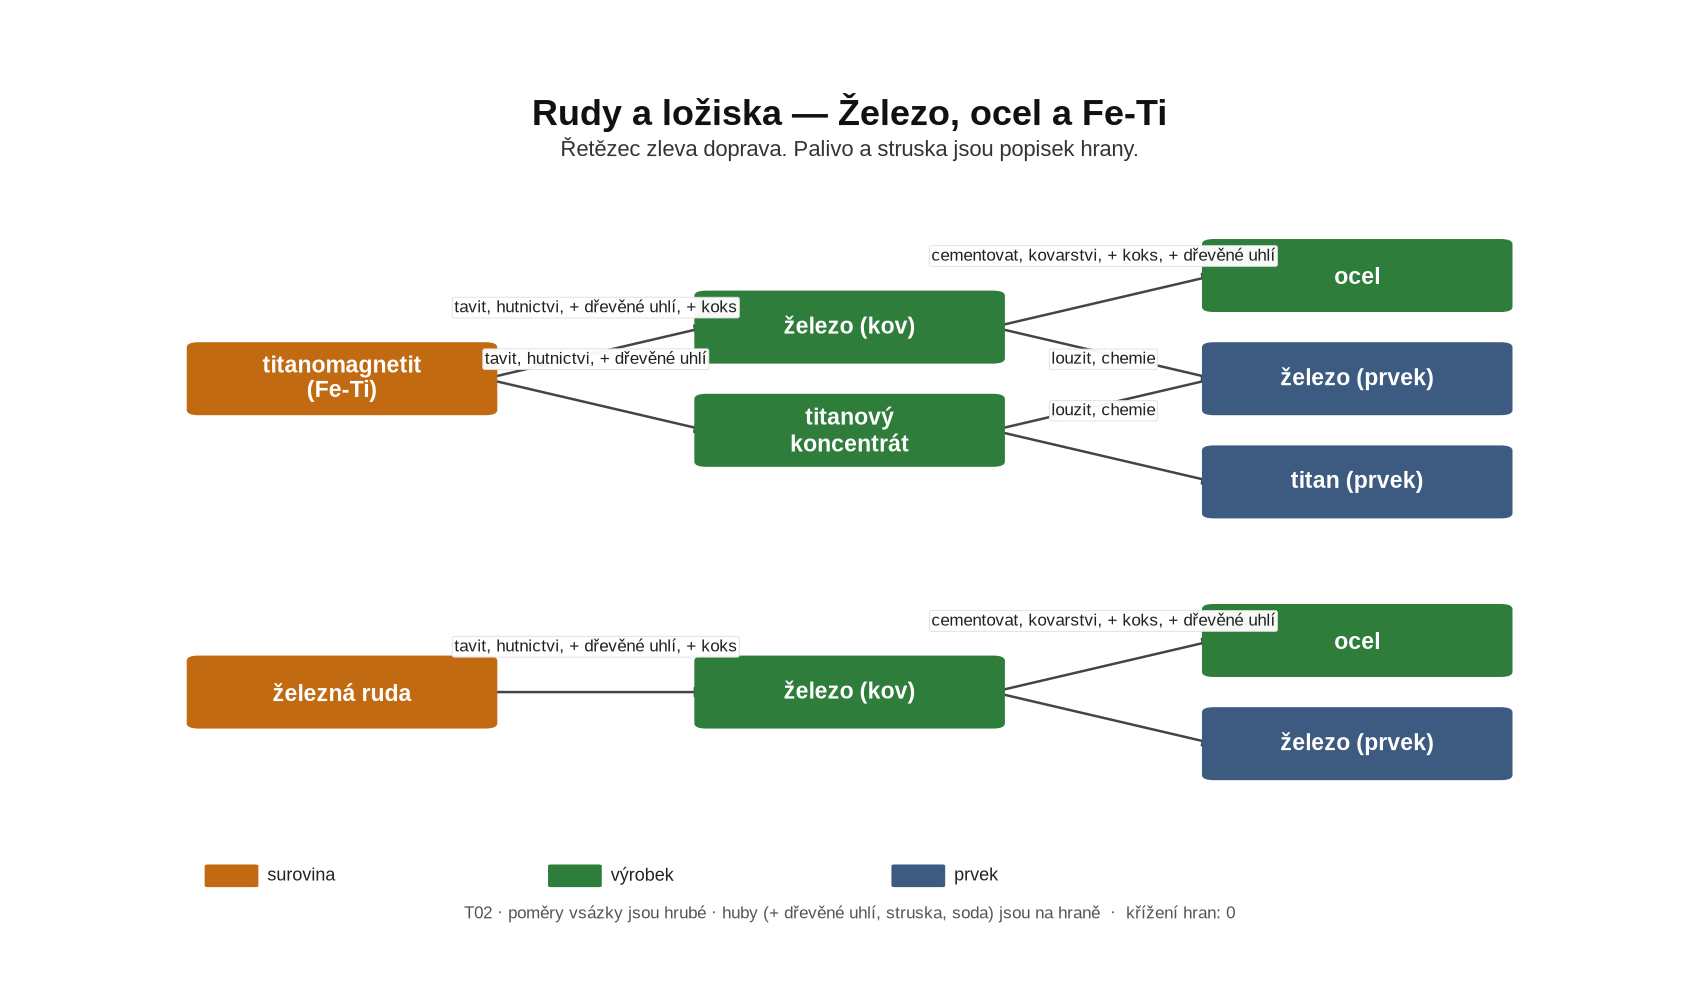 Rudy a ložiska — Železo, ocel a Fe-Ti
Řetězec zleva doprava. Palivo a struska jsou popisek hrany.
cementovat, kovarstvi, + koks, + dřevěné uhlí
ocel
tavit, hutnictvi, + dřevěné uhlí, + koks
železo (kov)
tavit, hutnictvi, + dřevěné uhlí
louzit, chemie
titanomagnetit
(Fe-Ti)
železo (prvek)
louzit, chemie
titanový
koncentrát
titan (prvek)
cementovat, kovarstvi, + koks, + dřevěné uhlí
ocel
tavit, hutnictvi, + dřevěné uhlí, + koks
železná ruda
železo (kov)
železo (prvek)
surovina
výrobek
prvek
T02 · poměry vsázky jsou hrubé · huby (+ dřevěné uhlí, struska, soda) jsou na hraně · křížení hran: 0